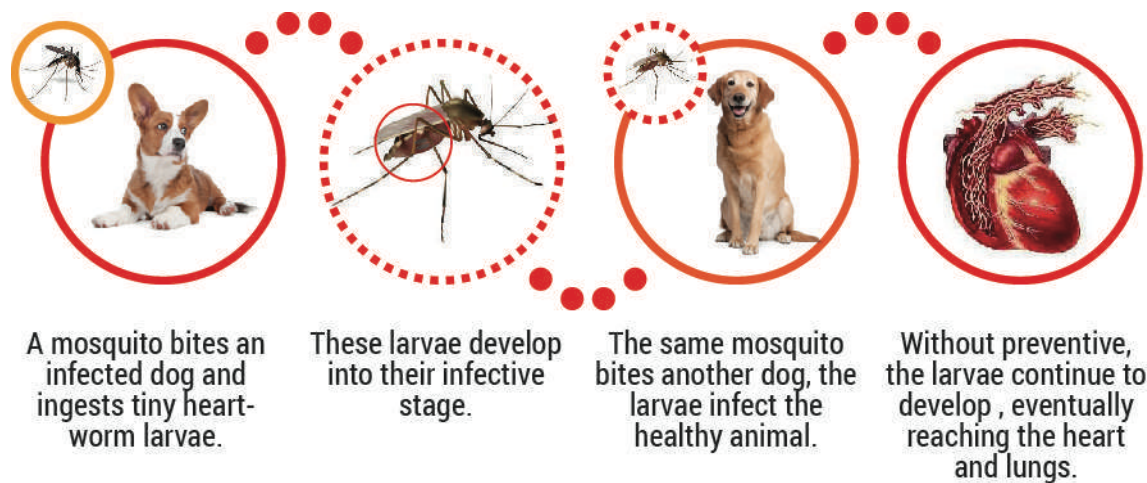 A mosquito bites an
infected dog and
ingests tiny heart-
worm larvae.
These larvae develop
into their infective
stage.
The same mosquito
bites another dog, the
larvae infect the
healthy animal.
Without preventive,
the larvae continue to
develop , eventually
reaching the heart
and lungs.